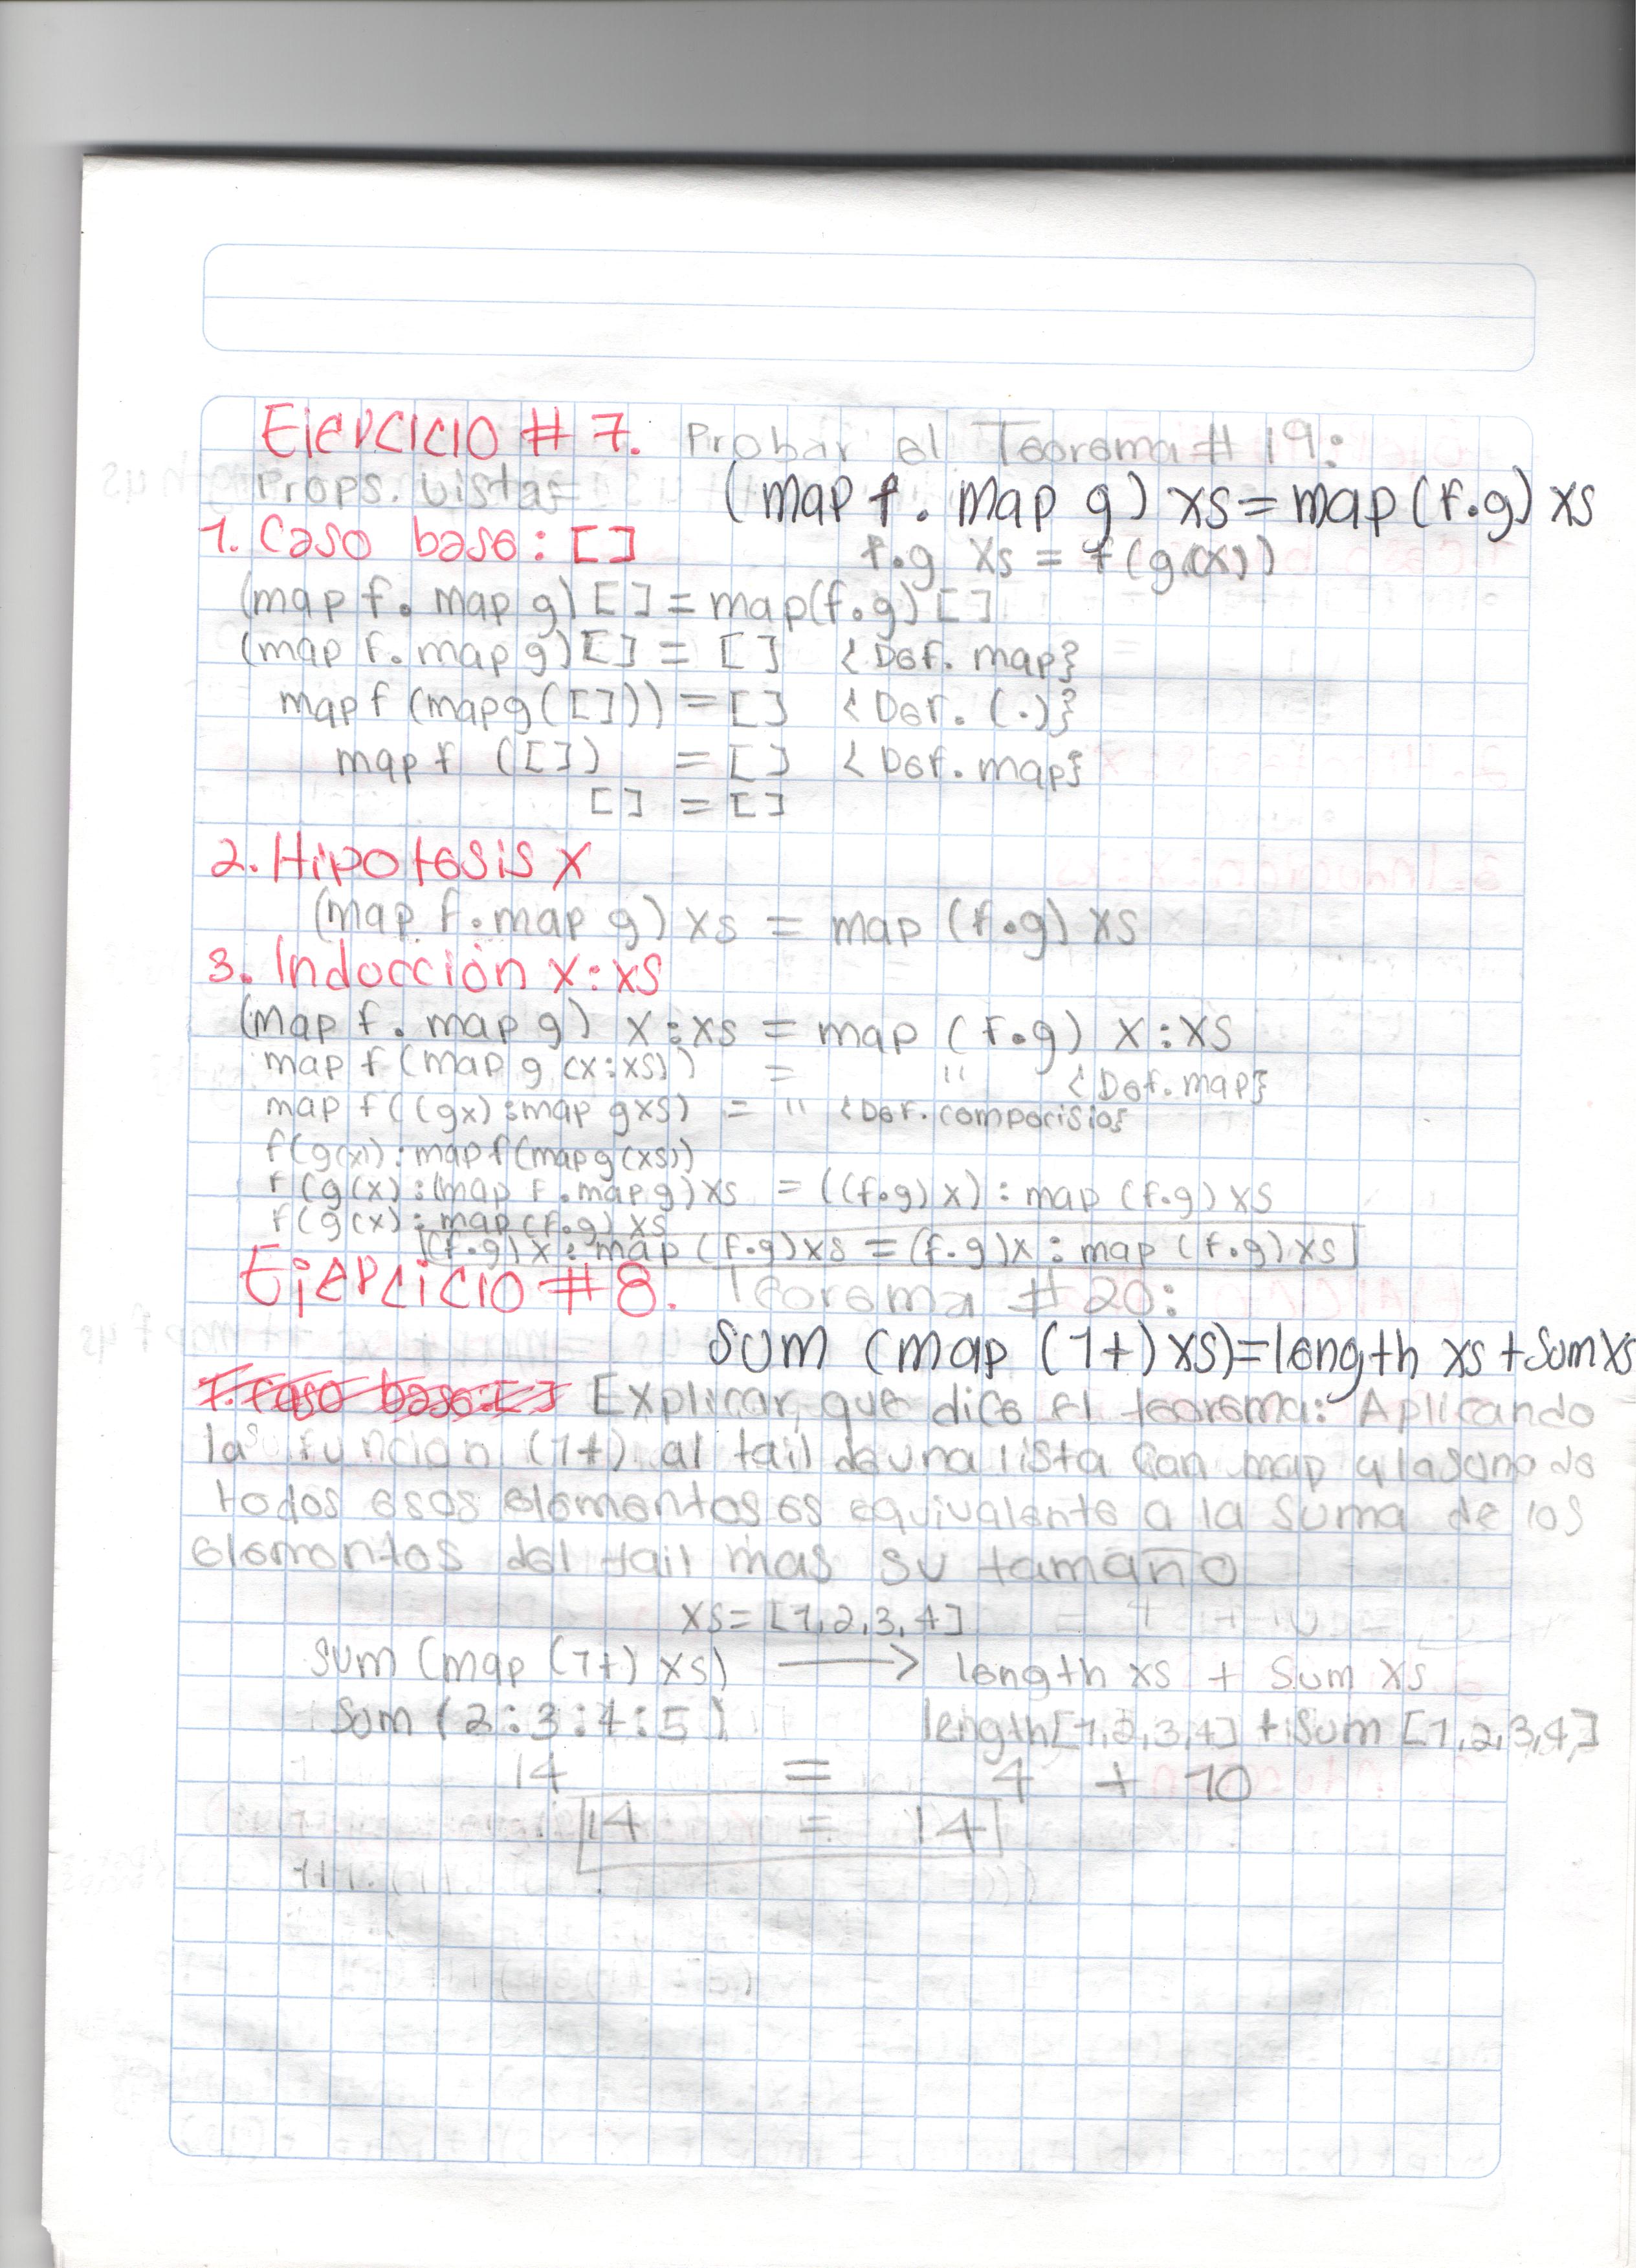 Ejercicio # 7. Probar el Teorema # 19:
Props. vistas (map f. map g) xs = map (f.g) xs
1. Caso base: [] f.g xs = f(g(x))
(map f. map g) [] = map(f.g) []
(map f. map g) [] = [] {Def. map}
map f (map g ([])) = [] {Def. (.)}
map f ([]) = [] {Def. map}
[] = []
2. Hipotesis x
(map f. map g) xs = map (f.g) xs
3. Inducción x:xs
(map f. map g) x:xs = map (f.g) x:xs
map f (map g (x:xs)) = " {Def. map}
map f ((gx) : map g xs) = " {Def. composicion}
f(g(x)) : map f (map g (xs))
f(g(x) : (map f. map g) xs = ((f.g) x) : map (f.g) xs
f(g(x) : map (f.g) xs
(f.g) x : map (f.g) xs = (f.g) x : map (f.g) xs
Ejercicio # 8. Teorema # 20:
sum (map (1+) xs) = length xs + sum xs
1. Caso base: [] Explicar, que dice el teorema: Aplicando
la funcion (1+) al tail de una lista con map y la suma de
todos esos elementos es equivalente a la suma de los
elementos del tail mas su tamaño
xs = [1,2,3,4]
sum (map (1+) xs) → length xs + sum xs
sum (2:3:4:5) length[1,2,3,4] + sum [1,2,3,4]
14 = 4 + 10
14 = 14